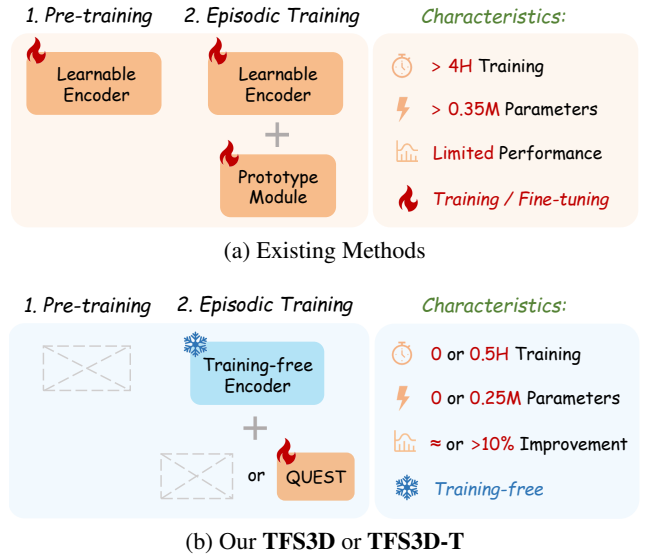 1. Pre-training 2. Episodic Training Characteristics:
Learnable Encoder
Learnable Encoder
+
Prototype Module
> 4H Training
> 0.35M Parameters
Limited Performance
Training / Fine-tuning
(a) Existing Methods
1. Pre-training 2. Episodic Training Characteristics:
Training-free Encoder
+
or QUEST
0 or 0.5H Training
0 or 0.25M Parameters
≈ or >10% Improvement
Training-free
(b) Our TFS3D or TFS3D-T